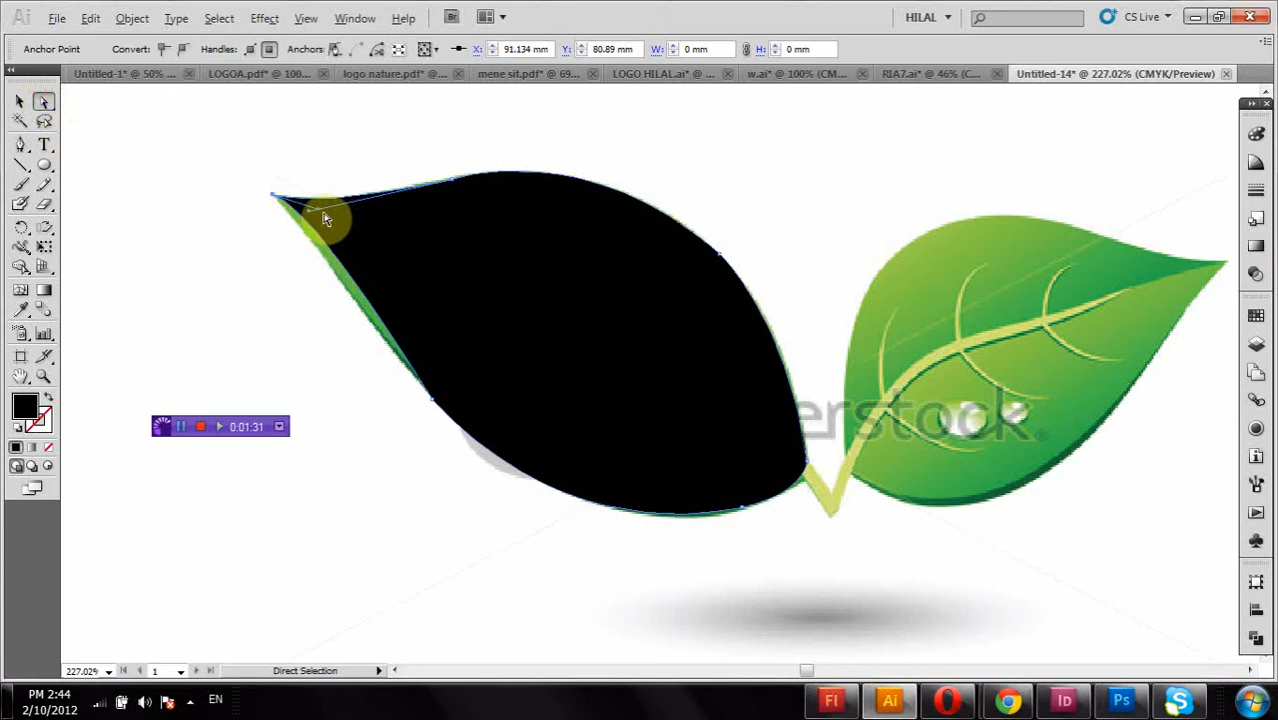 Ai File Edit Object Type Select Effect View Window Help Br HILAL CS Live
Anchor Point Convert: Handles: Anchors: X: 91.134 mm Y: 80.89 mm W: 0 mm H: 0 mm
Untitled-1* @ 50% ... LOGOA.pdf* @ 100... logo nature.pdf* @... mene sit.pdf* @ 69... LOGO HILAL.ai* @ ... w.ai* @ 100% (CM... RIA7.ai* @ 46% (C... Untitled-14* @ 227.02% (CMYK/Preview)
erstock
0:01:31
227.02% 1 Direct Selection
PM 2:44
2/10/2012
EN
Fl Ai Id Ps